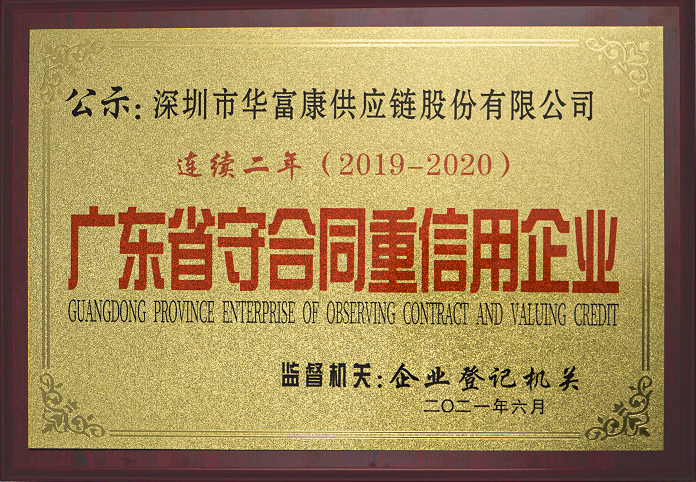 公示：深圳市华富康供应链股份有限公司
连续二年（2019-2020）
广东省守合同重信用企业
GUANGDONG PROVINCE ENTERPRISE OF OBSERVING CONTRACT AND VALUING CREDIT
监督机关：企业登记机关
二〇二一年六月